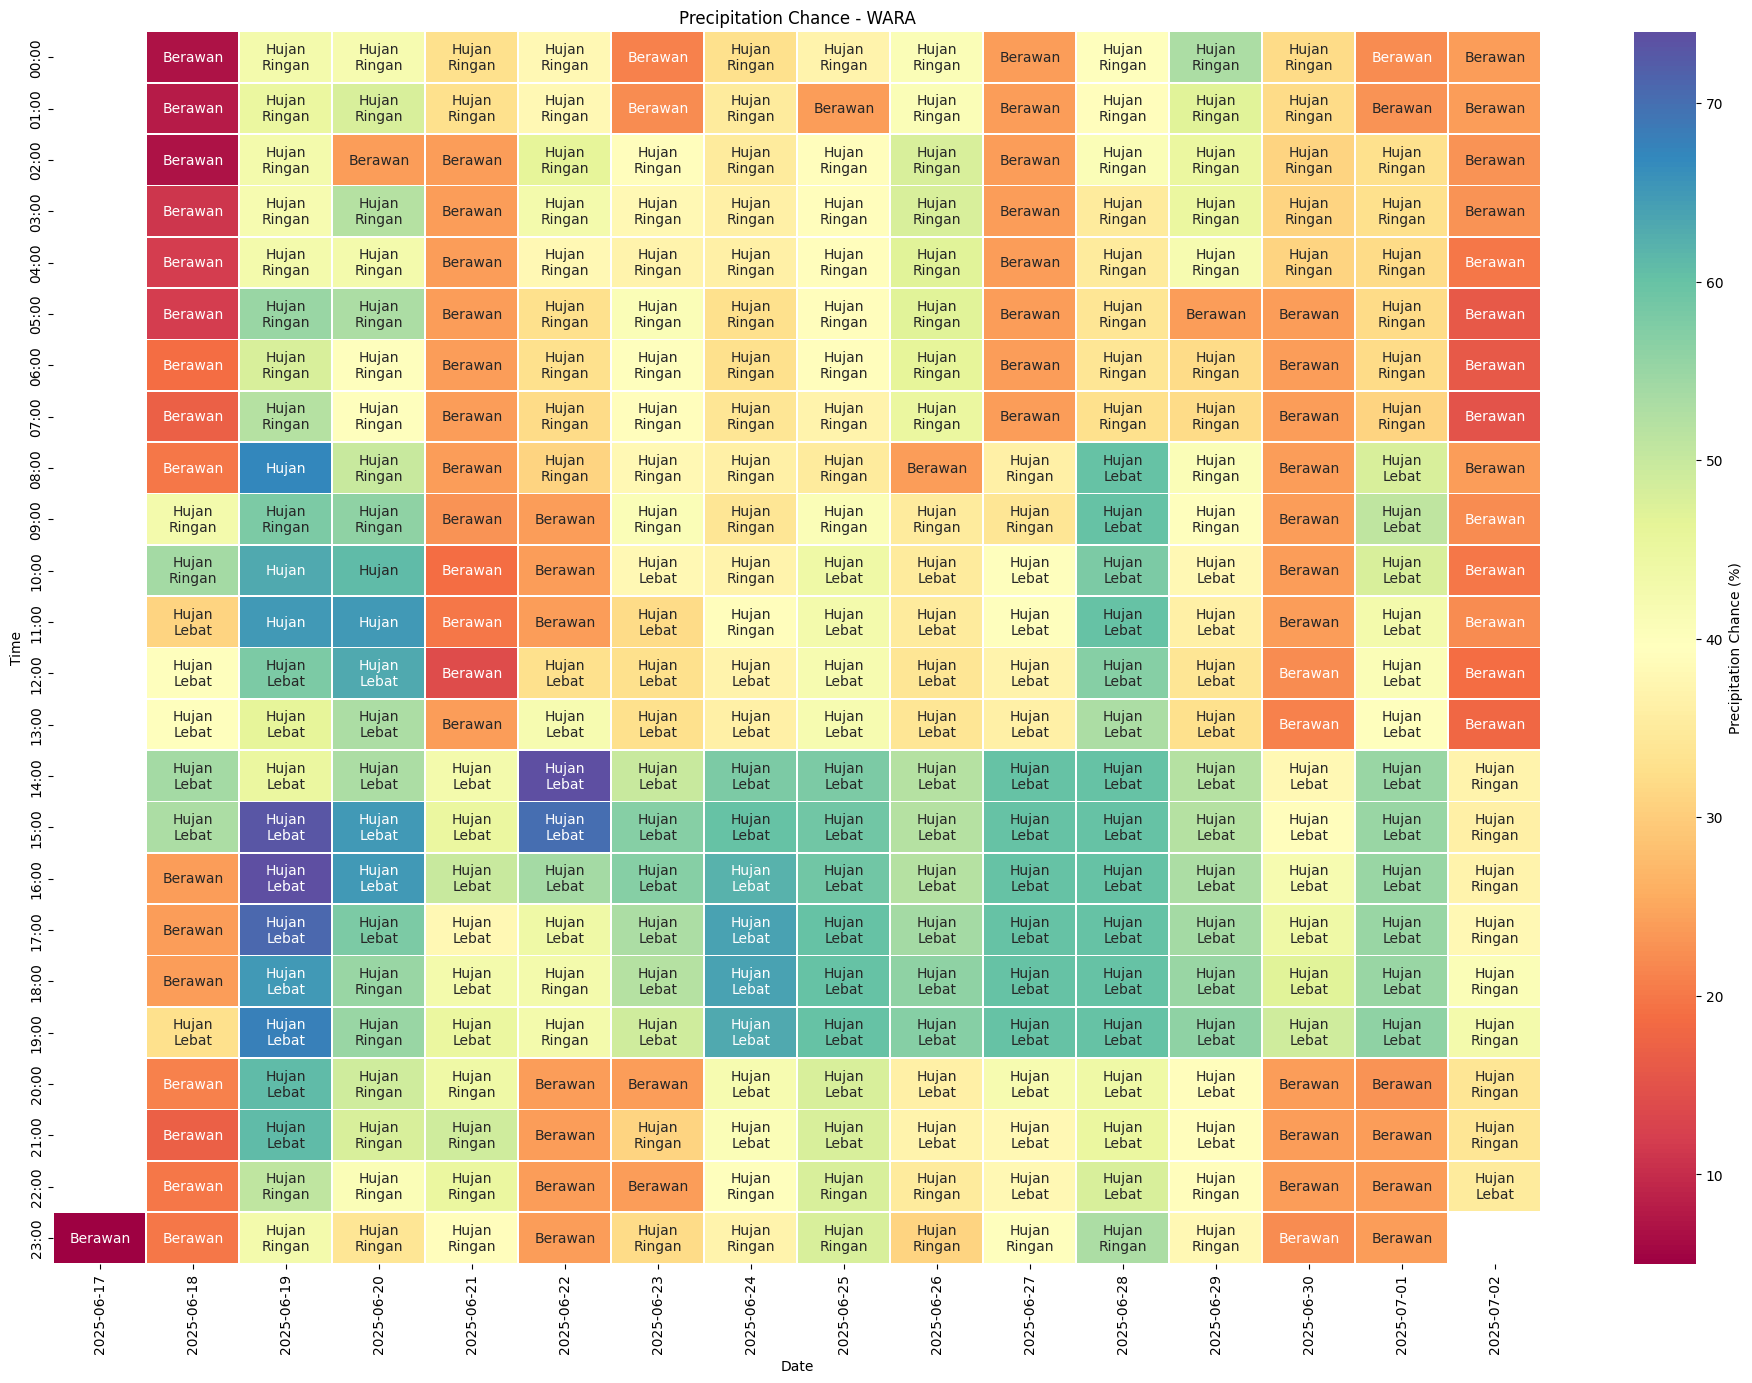 Precipitation Chance - WARA
00:00 Berawan Hujan Ringan Hujan Ringan Hujan Ringan Hujan Ringan Berawan Hujan Ringan Hujan Ringan Hujan Ringan Berawan Hujan Ringan Hujan Ringan Hujan Ringan Berawan Berawan
01:00 Berawan Hujan Ringan Hujan Ringan Hujan Ringan Hujan Ringan Berawan Hujan Ringan Berawan Hujan Ringan Berawan Hujan Ringan Hujan Ringan Hujan Ringan Berawan Berawan
02:00 Berawan Hujan Ringan Berawan Berawan Hujan Ringan Hujan Ringan Hujan Ringan Hujan Ringan Hujan Ringan Berawan Hujan Ringan Hujan Ringan Hujan Ringan Hujan Ringan Berawan
03:00 Berawan Hujan Ringan Hujan Ringan Berawan Hujan Ringan Hujan Ringan Hujan Ringan Hujan Ringan Hujan Ringan Berawan Hujan Ringan Hujan Ringan Hujan Ringan Hujan Ringan Berawan
04:00 Berawan Hujan Ringan Hujan Ringan Berawan Hujan Ringan Hujan Ringan Hujan Ringan Hujan Ringan Hujan Ringan Berawan Hujan Ringan Hujan Ringan Hujan Ringan Hujan Ringan Berawan
05:00 Berawan Hujan Ringan Hujan Ringan Berawan Hujan Ringan Hujan Ringan Hujan Ringan Hujan Ringan Hujan Ringan Berawan Hujan Ringan Berawan Berawan Hujan Ringan Berawan
06:00 Berawan Hujan Ringan Hujan Ringan Berawan Hujan Ringan Hujan Ringan Hujan Ringan Hujan Ringan Hujan Ringan Berawan Hujan Ringan Hujan Ringan Berawan Hujan Ringan Berawan
07:00 Berawan Hujan Ringan Hujan Ringan Berawan Hujan Ringan Hujan Ringan Hujan Ringan Hujan Ringan Hujan Ringan Berawan Hujan Ringan Hujan Ringan Berawan Hujan Ringan Berawan
08:00 Berawan Hujan Hujan Ringan Berawan Hujan Ringan Hujan Ringan Hujan Ringan Hujan Ringan Berawan Hujan Ringan Hujan Lebat Hujan Ringan Berawan Hujan Lebat Berawan
09:00 Hujan Ringan Hujan Ringan Hujan Ringan Berawan Berawan Hujan Ringan Hujan Ringan Hujan Ringan Hujan Ringan Hujan Ringan Hujan Lebat Hujan Ringan Berawan Hujan Lebat Berawan
10:00 Hujan Ringan Hujan Hujan Berawan Berawan Hujan Lebat Hujan Ringan Hujan Lebat Hujan Lebat Hujan Lebat Hujan Lebat Hujan Lebat Berawan Hujan Lebat Berawan
11:00 Hujan Lebat Hujan Hujan Berawan Berawan Hujan Lebat Hujan Ringan Hujan Lebat Hujan Lebat Hujan Lebat Hujan Lebat Hujan Lebat Berawan Hujan Lebat Berawan
12:00 Hujan Lebat Hujan Lebat Hujan Lebat Berawan Hujan Lebat Hujan Lebat Hujan Lebat Hujan Lebat Hujan Lebat Hujan Lebat Hujan Lebat Hujan Lebat Berawan Hujan Lebat Berawan
13:00 Hujan Lebat Hujan Lebat Hujan Lebat Berawan Hujan Lebat Hujan Lebat Hujan Lebat Hujan Lebat Hujan Lebat Hujan Lebat Hujan Lebat Hujan Lebat Berawan Hujan Lebat Berawan
14:00 Hujan Lebat Hujan Lebat Hujan Lebat Hujan Lebat Hujan Lebat Hujan Lebat Hujan Lebat Hujan Lebat Hujan Lebat Hujan Lebat Hujan Lebat Hujan Lebat Hujan Lebat Hujan Lebat Hujan Ringan
15:00 Hujan Lebat Hujan Lebat Hujan Lebat Hujan Lebat Hujan Lebat Hujan Lebat Hujan Lebat Hujan Lebat Hujan Lebat Hujan Lebat Hujan Lebat Hujan Lebat Hujan Lebat Hujan Lebat Hujan Ringan
16:00 Berawan Hujan Lebat Hujan Lebat Hujan Lebat Hujan Lebat Hujan Lebat Hujan Lebat Hujan Lebat Hujan Lebat Hujan Lebat Hujan Lebat Hujan Lebat Hujan Lebat Hujan Lebat Hujan Ringan
17:00 Berawan Hujan Lebat Hujan Lebat Hujan Lebat Hujan Lebat Hujan Lebat Hujan Lebat Hujan Lebat Hujan Lebat Hujan Lebat Hujan Lebat Hujan Lebat Hujan Lebat Hujan Lebat Hujan Ringan
18:00 Berawan Hujan Lebat Hujan Ringan Hujan Lebat Hujan Ringan Hujan Lebat Hujan Lebat Hujan Lebat Hujan Lebat Hujan Lebat Hujan Lebat Hujan Lebat Hujan Lebat Hujan Lebat Hujan Ringan
19:00 Hujan Lebat Hujan Lebat Hujan Ringan Hujan Lebat Hujan Ringan Hujan Lebat Hujan Lebat Hujan Lebat Hujan Lebat Hujan Lebat Hujan Lebat Hujan Lebat Hujan Lebat Hujan Lebat Hujan Ringan
20:00 Berawan Hujan Lebat Hujan Ringan Hujan Ringan Berawan Berawan Hujan Lebat Hujan Lebat Hujan Lebat Hujan Lebat Hujan Lebat Hujan Lebat Berawan Berawan Hujan Ringan
21:00 Berawan Hujan Lebat Hujan Ringan Hujan Ringan Berawan Hujan Ringan Hujan Lebat Hujan Lebat Hujan Lebat Hujan Lebat Hujan Lebat Hujan Lebat Berawan Berawan Hujan Ringan
22:00 Berawan Hujan Ringan Hujan Ringan Hujan Ringan Berawan Berawan Hujan Ringan Hujan Ringan Hujan Ringan Hujan Lebat Hujan Lebat Hujan Ringan Berawan Berawan Hujan Lebat
23:00 Berawan Berawan Hujan Ringan Hujan Ringan Hujan Ringan Berawan Hujan Ringan Hujan Ringan Hujan Ringan Hujan Ringan Hujan Ringan Hujan Ringan Hujan Ringan Berawan Berawan
Time
2025-06-17 2025-06-18 2025-06-19 2025-06-20 2025-06-21 2025-06-22 2025-06-23 2025-06-24 2025-06-25 2025-06-26 2025-06-27 2025-06-28 2025-06-29 2025-06-30 2025-07-01 2025-07-02
Date
70
60
50
40
30
20
10
Precipitation Chance (%)